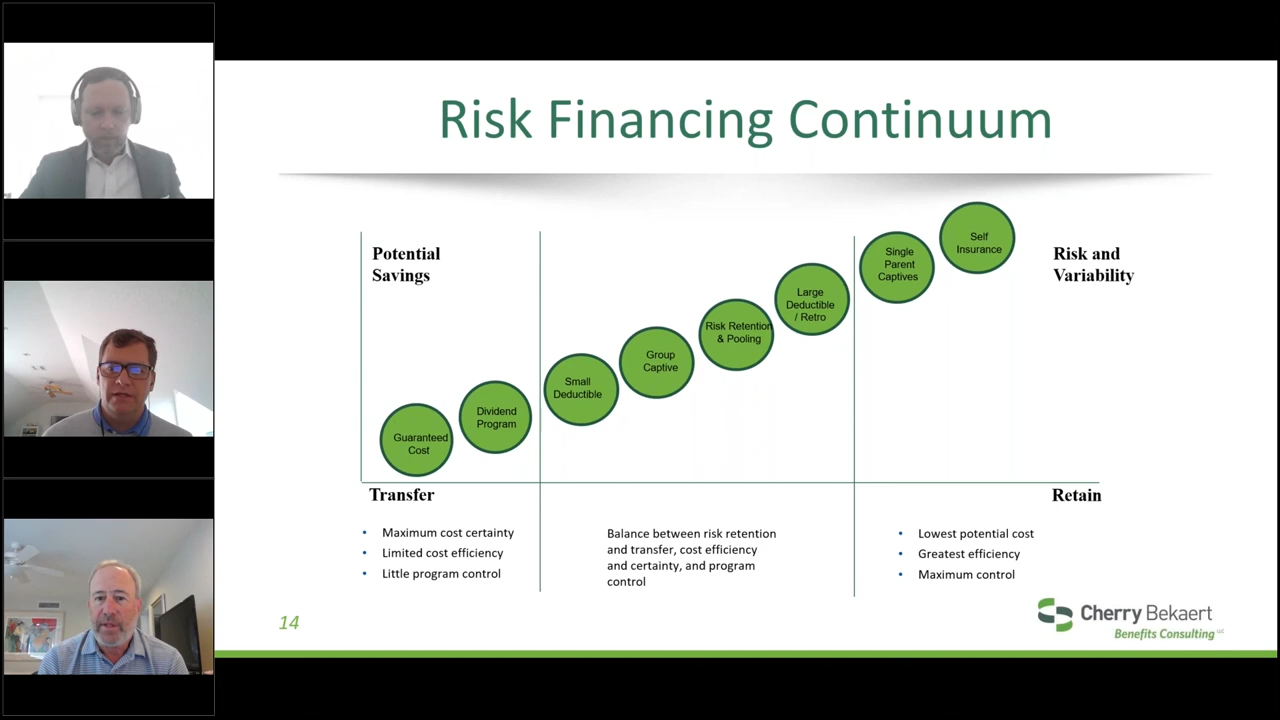 Risk Financing Continuum
Potential
Savings
Risk and
Variability
Guaranteed
Cost
Dividend
Program
Small
Deductible
Group
Captive
Risk Retention
& Pooling
Large
Deductible
/ Retro
Single
Parent
Captives
Self
Insurance
Transfer
Retain
• Maximum cost certainty
• Limited cost efficiency
• Little program control
Balance between risk retention
and transfer, cost efficiency
and certainty, and program
control
• Lowest potential cost
• Greatest efficiency
• Maximum control
14
Cherry Bekaert
Benefits Consulting LLC